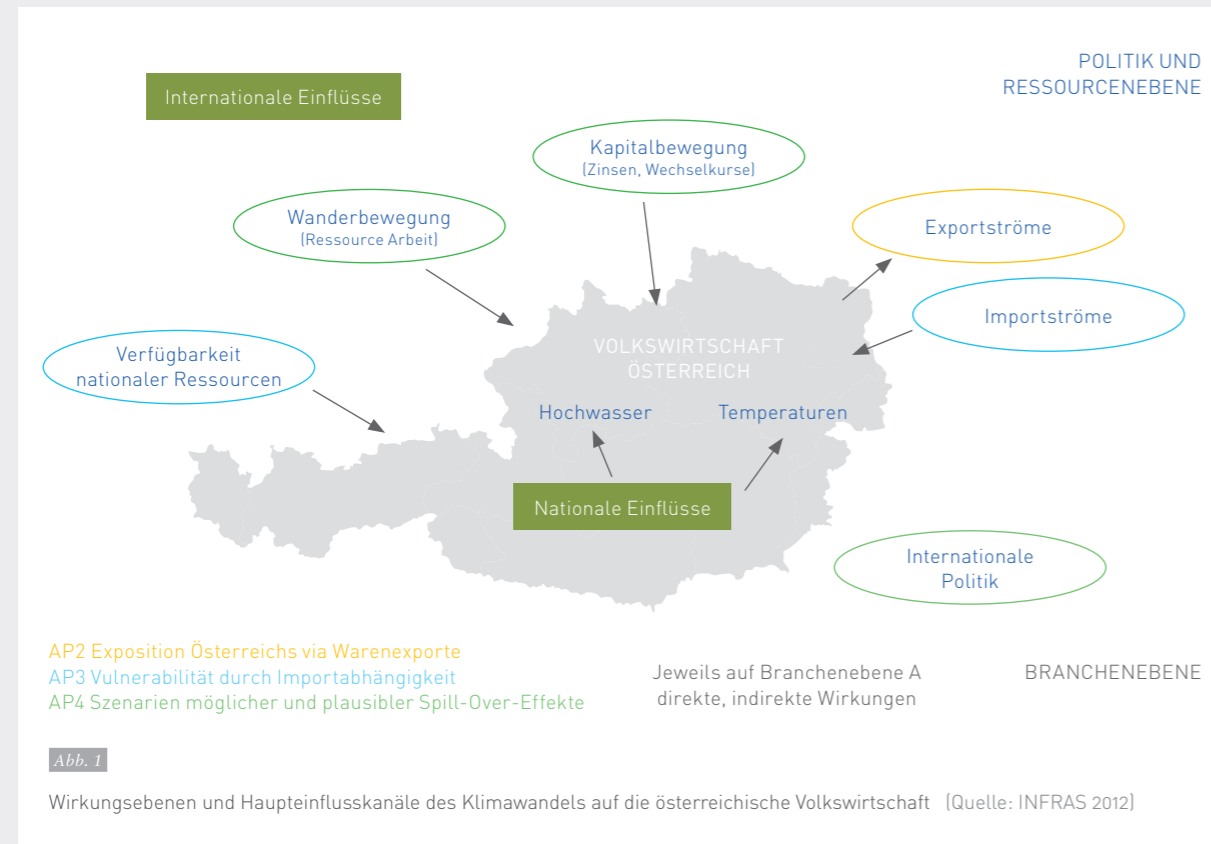 POLITIK UND
RESSOURCENEBENE
Internationale Einflüsse
Kapitalbewegung
(Zinsen, Wechselkurse)
Wanderbewegung
(Ressource Arbeit)
Exportströme
Importströme
Verfügbarkeit
nationaler Ressourcen
VOLKSWIRTSCHAFT
ÖSTERREICH
Hochwasser
Temperaturen
Nationale Einflüsse
Internationale
Politik
AP2 Exposition Österreichs via Warenexporte
AP3 Vulnerabilität durch Importabhängigkeit
AP4 Szenarien möglicher und plausibler Spill-Over-Effekte
Jeweils auf Branchenebene A
direkte, indirekte Wirkungen
BRANCHENEBENE
Abb. 1
Wirkungsebenen und Haupteinflusskanäle des Klimawandels auf die österreichische Volkswirtschaft (Quelle: INFRAS 2012)